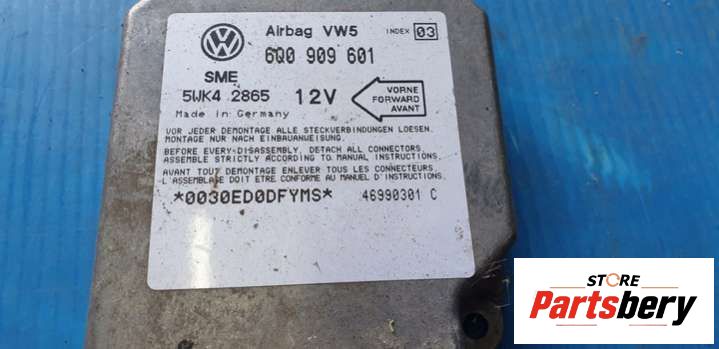 Airbag VW5 INDEX 03
6Q0 909 601
SME
5WK4 2865 12V
VORNE
FORWARD
AVANT
Made in Germany
VOR JEDER DEMONTAGE ALLE STECKVERBINDUNGEN LOESEN.
MONTAGE NUR NACH EINBAUANWEISUNG.
BEFORE EVERY DISASSEMBLY, DETACH ALL CONNECTORS
ASSEMBLE STRICTLY ACCORDING TO MANUAL INSTRUCTIONS.
AVANT TOUT DEMONTAGE ENLEVER TOUS LES CONNECTEURS.
L'ASSEMBLAGE DOIT ETRE CONFORME AU MANUEL D'INSTRUCTIONS.
*0030ED0DFYMS* 46990301 C
STORE
Partsbery